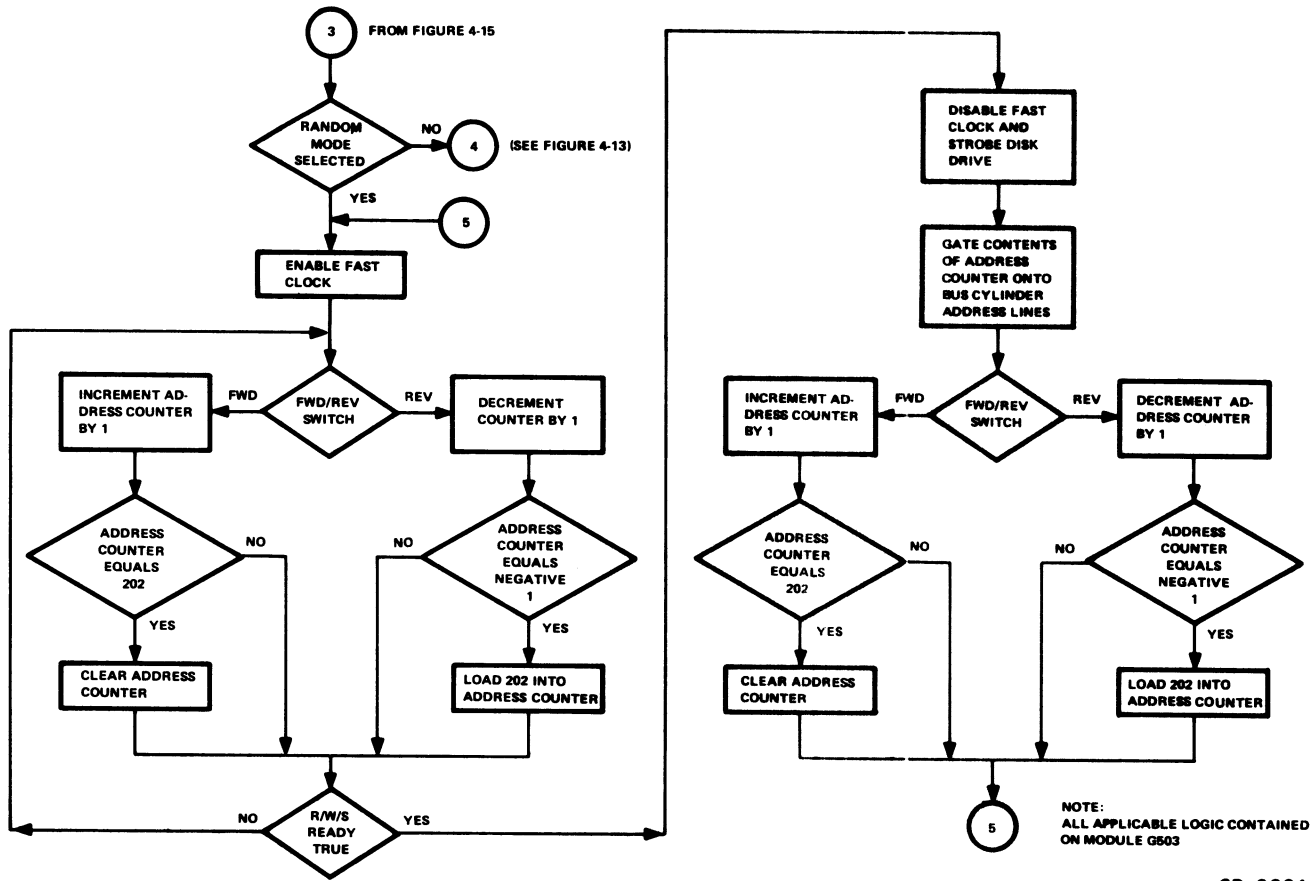 3
FROM FIGURE 4-15
RANDOM
MODE
SELECTED
NO
4
(SEE FIGURE 4-13)
YES
5
ENABLE FAST
CLOCK
FWD/REV
SWITCH
FWD
REV
INCREMENT AD-
DRESS COUNTER
BY 1
DECREMENT
COUNTER BY 1
ADDRESS
COUNTER
EQUALS
202
NO
YES
NO
ADDRESS
COUNTER
EQUALS
NEGATIVE
1
YES
CLEAR ADDRESS
COUNTER
LOAD 202 INTO
ADDRESS COUNTER
NO
R/W/S
READY
TRUE
YES
DISABLE FAST
CLOCK AND
STROBE DISK
DRIVE
GATE CONTENTS
OF ADDRESS
COUNTER ONTO
BUS CYLINDER
ADDRESS LINES
FWD/REV
SWITCH
FWD
REV
INCREMENT AD-
DRESS COUNTER
BY 1
DECREMENT AD-
DRESS COUNTER
BY 1
ADDRESS
COUNTER
EQUALS
202
NO
YES
NO
ADDRESS
COUNTER
EQUALS
NEGATIVE
1
YES
CLEAR ADDRESS
COUNTER
LOAD 202 INTO
ADDRESS COUNTER
5
NOTE:
ALL APPLICABLE LOGIC CONTAINED
ON MODULE G503